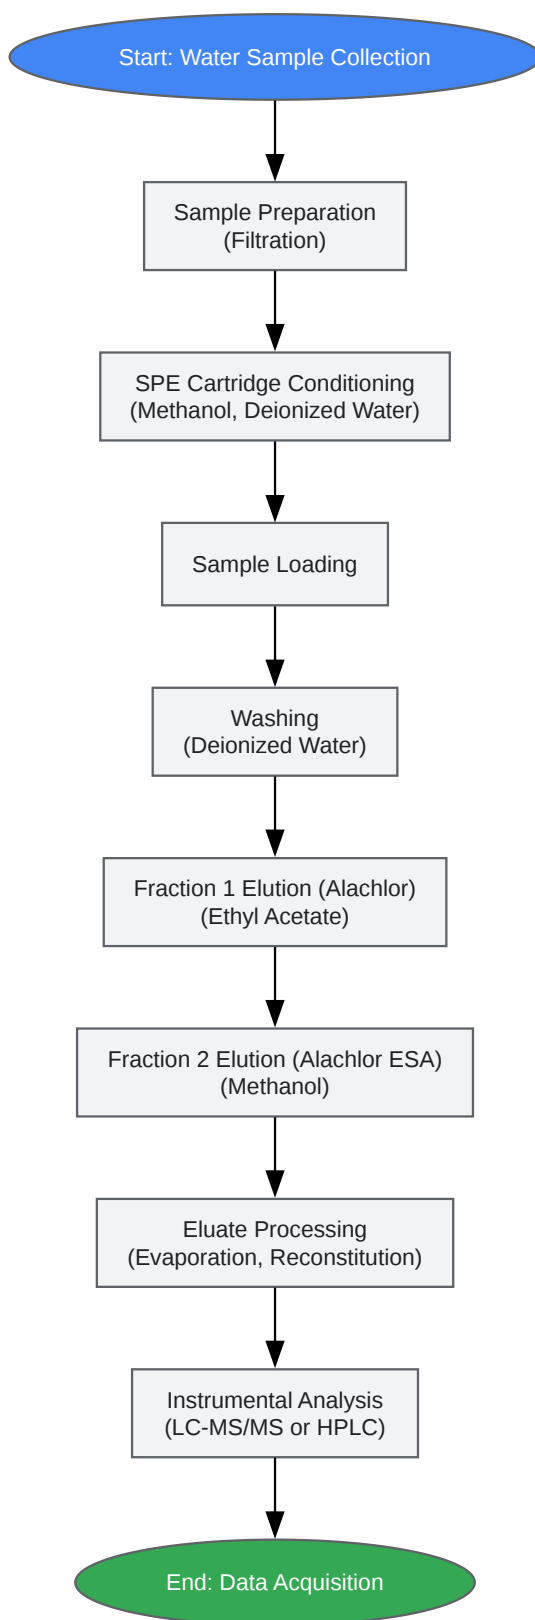 Start: Water Sample Collection
Sample Preparation
(Filtration)
SPE Cartridge Conditioning
(Methanol, Deionized Water)
Sample Loading
Washing
(Deionized Water)
Fraction 1 Elution (Alachlor)
(Ethyl Acetate)
Fraction 2 Elution (Alachlor ESA)
(Methanol)
Eluate Processing
(Evaporation, Reconstitution)
Instrumental Analysis
(LC-MS/MS or HPLC)
End: Data Acquisition